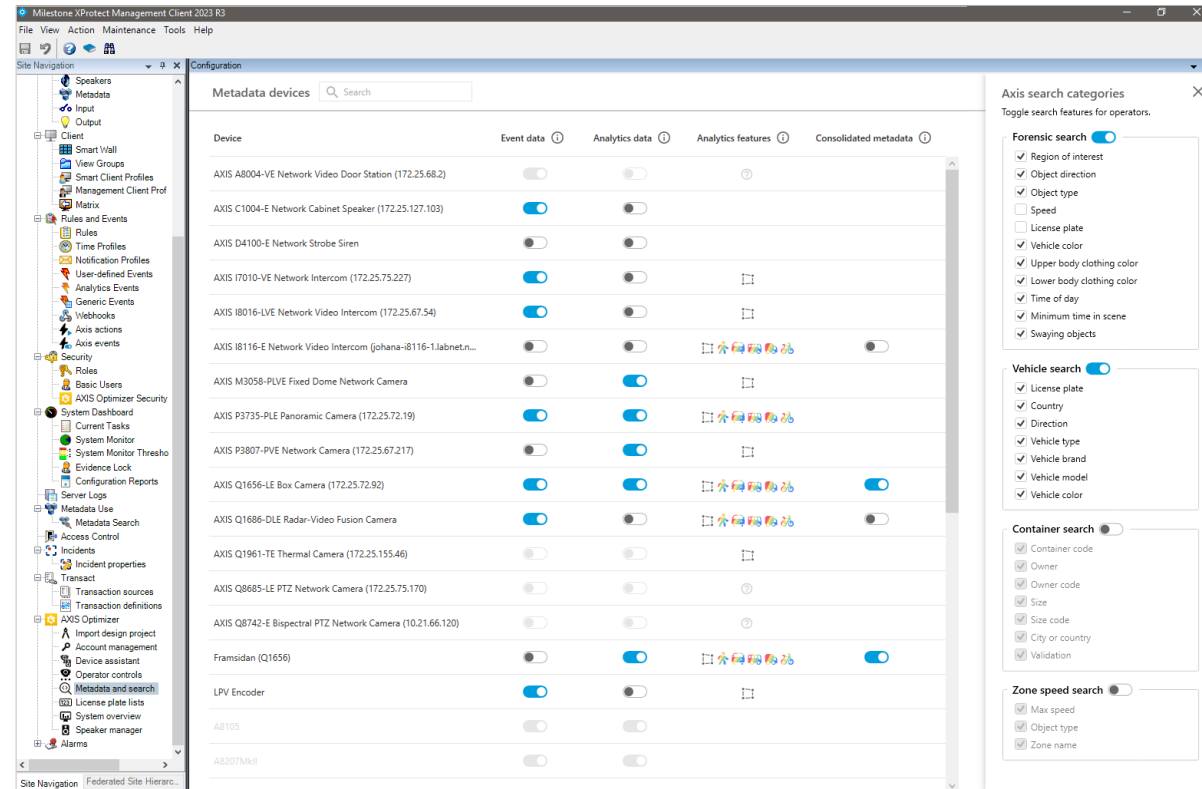 Milestone XProtect Management Client 2023 R3
File View Action Maintenance Tools Help
Site Navigation
Speakers
Metadata
Input
Output
Client
Smart Wall
View Groups
Smart Client Profiles
Management Client Prof
Matrix
Rules and Events
Rules
Time Profiles
Notification Profiles
User-defined Events
Analytics Events
Generic Events
Webhooks
Axis actions
Axis events
Security
Roles
Basic Users
AXIS Optimizer Security
System Dashboard
Current Tasks
System Monitor
System Monitor Thresho
Evidence Lock
Configuration Reports
Server Logs
Metadata Use
Metadata Search
Access Control
Incidents
Incident properties
Transact
Transaction sources
Transaction definitions
AXIS Optimizer
Import design project
Account management
Device assistant
Operator controls
Metadata and search
License plate lists
System overview
Speaker manager
Alarms
Site Navigation Federated Site Hierarc...
Configuration
Metadata devices Search
Device Event data Analytics data Analytics features Consolidated metadata
AXIS A8004-VE Network Video Door Station (172.25.68.2)
AXIS C1004-E Network Cabinet Speaker (172.25.127.103)
AXIS D4100-E Network Strobe Siren
AXIS I7010-VE Network Intercom (172.25.75.227)
AXIS I8016-LVE Network Video Intercom (172.25.67.54)
AXIS I8116-E Network Video Intercom (johana-i8116-1.labnet.n...
AXIS M3058-PLVE Fixed Dome Network Camera
AXIS P3735-PLE Panoramic Camera (172.25.72.19)
AXIS P3807-PVE Network Camera (172.25.67.217)
AXIS Q1656-LE Box Camera (172.25.72.92)
AXIS Q1686-DLE Radar-Video Fusion Camera
AXIS Q1961-TE Thermal Camera (172.25.155.46)
AXIS Q8685-LE PTZ Network Camera (172.25.75.170)
AXIS Q8742-E Bispectral PTZ Network Camera (10.21.66.120)
Framsidan (Q1656)
LPV Encoder
A8105
A8207MkII
Axis search categories
Toggle search features for operators.
Forensic search
Region of interest
Object direction
Object type
Speed
License plate
Vehicle color
Upper body clothing color
Lower body clothing color
Time of day
Minimum time in scene
Swaying objects
Vehicle search
License plate
Country
Direction
Vehicle type
Vehicle brand
Vehicle model
Vehicle color
Container search
Container code
Owner
Owner code
Size
Size code
City or country
Validation
Zone speed search
Max speed
Object type
Zone name